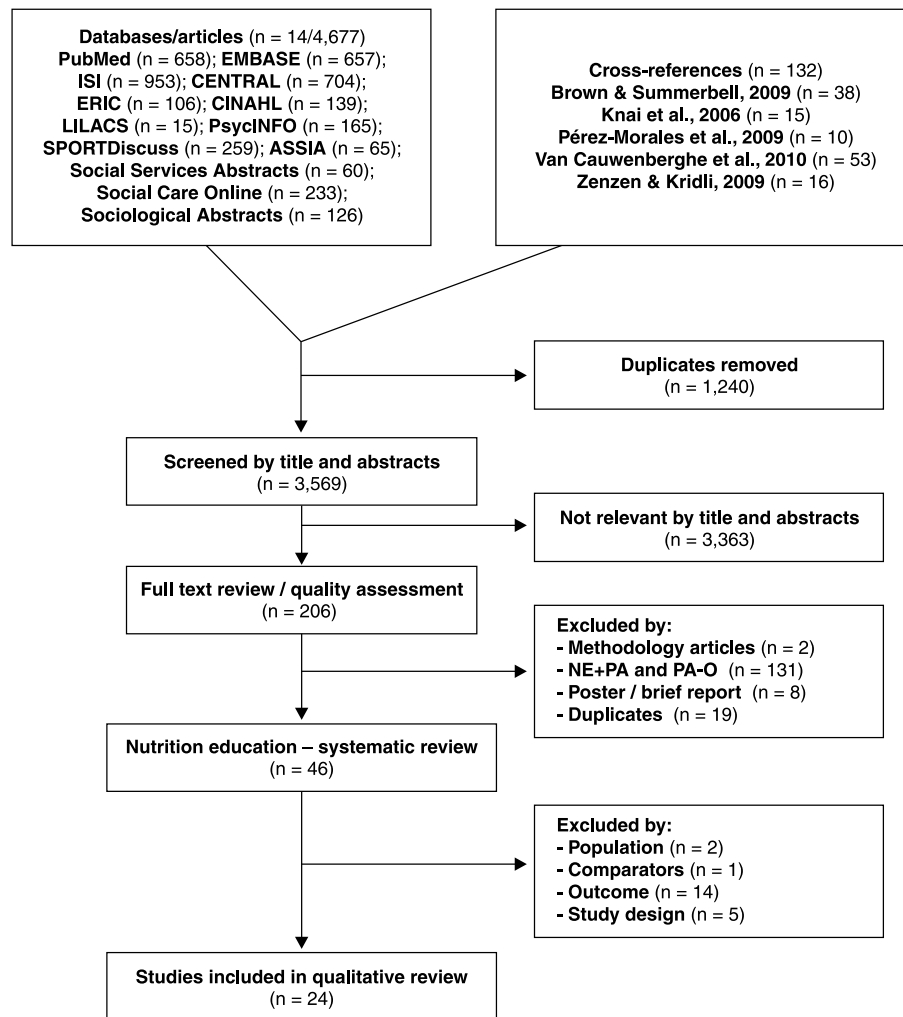 Databases/articles (n = 14/4,677)
PubMed (n = 658); EMBASE (n = 657);
ISI (n = 953); CENTRAL (n = 704);
ERIC (n = 106); CINAHL (n = 139);
LILACS (n = 15); PsycINFO (n = 165);
SPORTDiscuss (n = 259); ASSIA (n = 65);
Social Services Abstracts (n = 60);
Social Care Online (n = 233);
Sociological Abstracts (n = 126)
Cross-references (n = 132)
Brown & Summerbell, 2009 (n = 38)
Knai et al., 2006 (n = 15)
Pérez-Morales et al., 2009 (n = 10)
Van Cauwenberghe et al., 2010 (n = 53)
Zenzen & Kridli, 2009 (n = 16)
Duplicates removed
(n = 1,240)
Screened by title and abstracts
(n = 3,569)
Not relevant by title and abstracts
(n = 3,363)
Full text review / quality assessment
(n = 206)
Excluded by:
- Methodology articles (n = 2)
- NE+PA and PA-O (n = 131)
- Poster / brief report (n = 8)
- Duplicates (n = 19)
Nutrition education – systematic review
(n = 46)
Excluded by:
- Population (n = 2)
- Comparators (n = 1)
- Outcome (n = 14)
- Study design (n = 5)
Studies included in qualitative review
(n = 24)